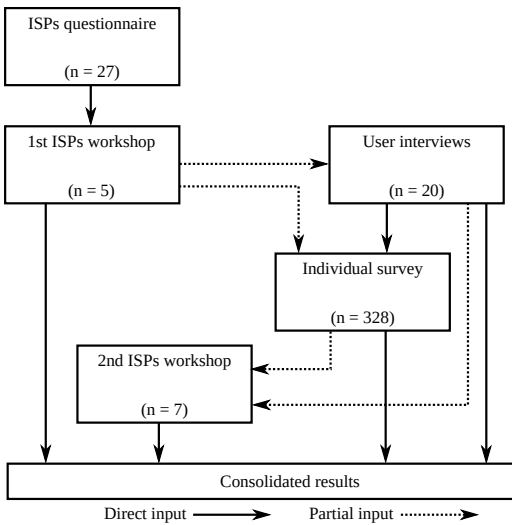 ISPs questionnaire
(n = 27)
1st ISPs workshop
(n = 5)
User interviews
(n = 20)
Individual survey
(n = 328)
2nd ISPs workshop
(n = 7)
Consolidated results
Direct input
Partial input